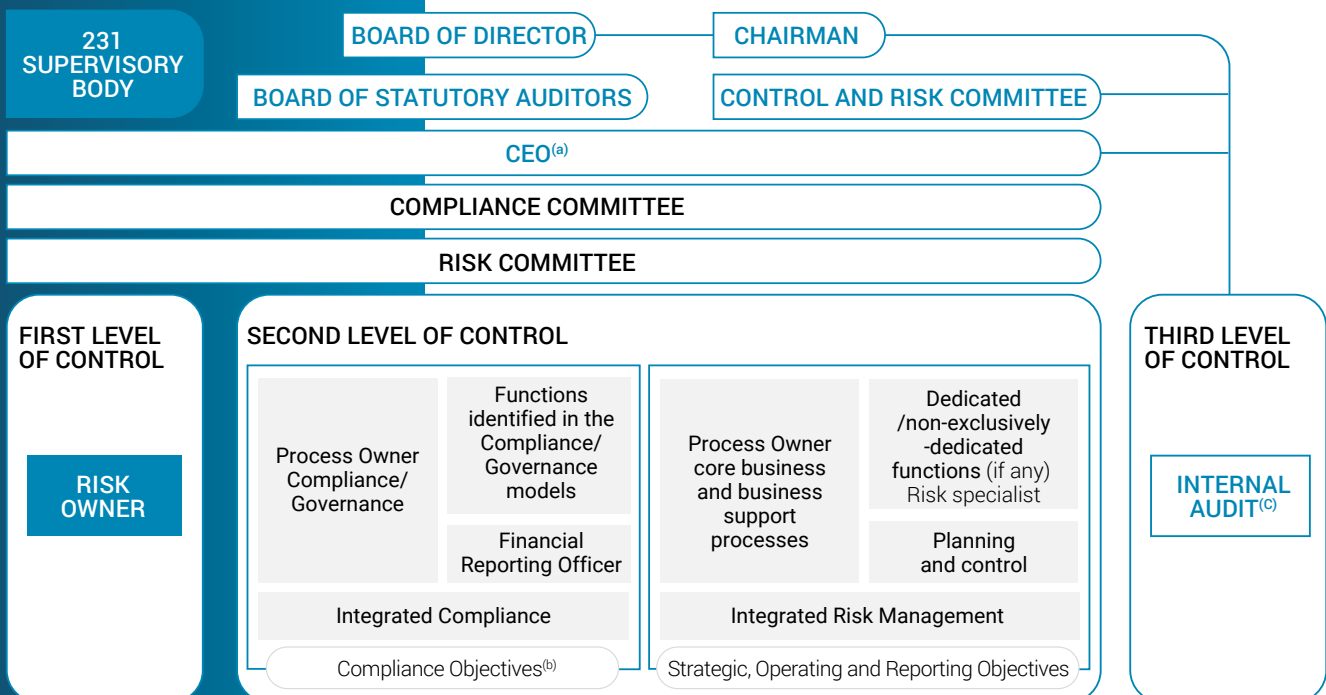 231
SUPERVISORY
BODY
BOARD OF DIRECTOR
CHAIRMAN
BOARD OF STATUTORY AUDITORS
CONTROL AND RISK COMMITTEE
CEO(a)
COMPLIANCE COMMITTEE
RISK COMMITTEE
FIRST LEVEL
OF CONTROL
RISK
OWNER
SECOND LEVEL OF CONTROL
Process Owner
Compliance/
Governance
Functions
identified in the
Compliance/
Governance
models
Financial
Reporting Officer
Integrated Compliance
Compliance Objectives(b)
Process Owner
core business
and business
support
processes
Dedicated
/non-exclusively
-dedicated
functions (if any)
Risk specialist
Planning
and control
Integrated Risk Management
Strategic, Operating and Reporting Objectives
THIRD LEVEL
OF CONTROL
INTERNAL
AUDIT(C)